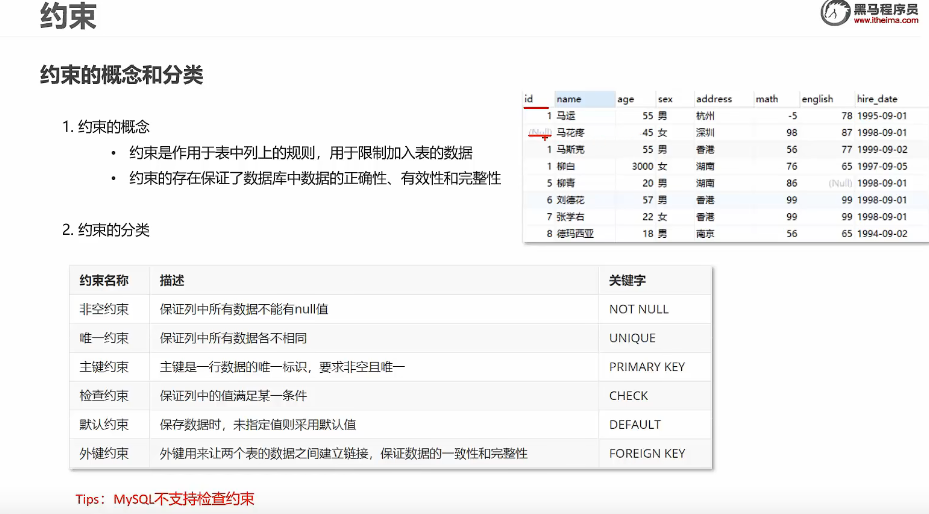 约束
黑马程序员
www.itheima.com
约束的概念和分类
1. 约束的概念
• 约束是作用于表中列上的规则，用于限制加入表的数据
• 约束的存在保证了数据库中数据的正确性、有效性和完整性
2. 约束的分类
id name age sex address math english hire_date
1 马运 55 男 杭州 -5 78 1995-09-01
(Null) 马花疼 45 女 深圳 98 87 1998-09-01
1 马斯克 55 男 香港 56 77 1999-09-02
1 柳白 3000 女 湖南 76 65 1997-09-05
5 柳青 20 男 湖南 86 (Null) 1998-09-01
6 刘德花 57 男 香港 99 99 1998-09-01
7 张学右 22 女 香港 99 99 1998-09-01
8 德玛西亚 18 男 南京 56 65 1994-09-02
约束名称 描述 关键字
非空约束 保证列中所有数据不能有null值 NOT NULL
唯一约束 保证列中所有数据各不相同 UNIQUE
主键约束 主键是一行数据的唯一标识，要求非空且唯一 PRIMARY KEY
检查约束 保证列中的值满足某一条件 CHECK
默认约束 保存数据时，未指定值则采用默认值 DEFAULT
外键约束 外键用来让两个表的数据之间建立链接，保证数据的一致性和完整性 FOREIGN KEY
Tips：MySQL不支持检查约束